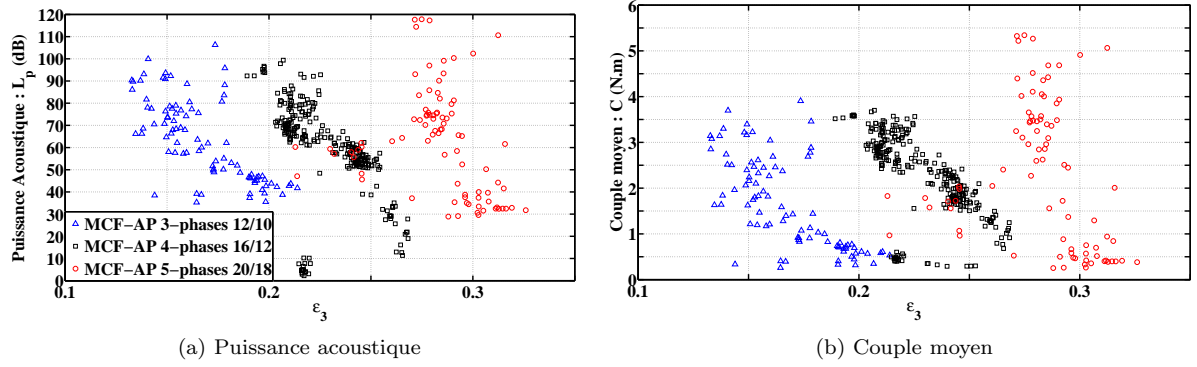 Puissance Acoustique : Lp (dB)
120
110
100
90
80
70
60
50
40
30
20
10
0
MCF−AP 3−phases 12/10
MCF−AP 4−phases 16/12
MCF−AP 5−phases 20/18
0.1
0.2
0.3
ε3
(a) Puissance acoustique
Couple moyen : C (N.m)
6
5
4
3
2
1
0
0.1
0.2
0.3
ε3
(b) Couple moyen